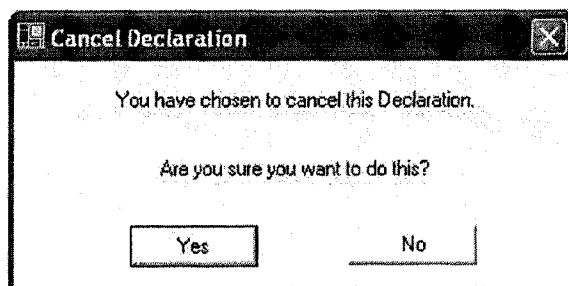 Cancel Declaration
You have chosen to cancel this Declaration.
Are you sure you want to do this?
Yes No